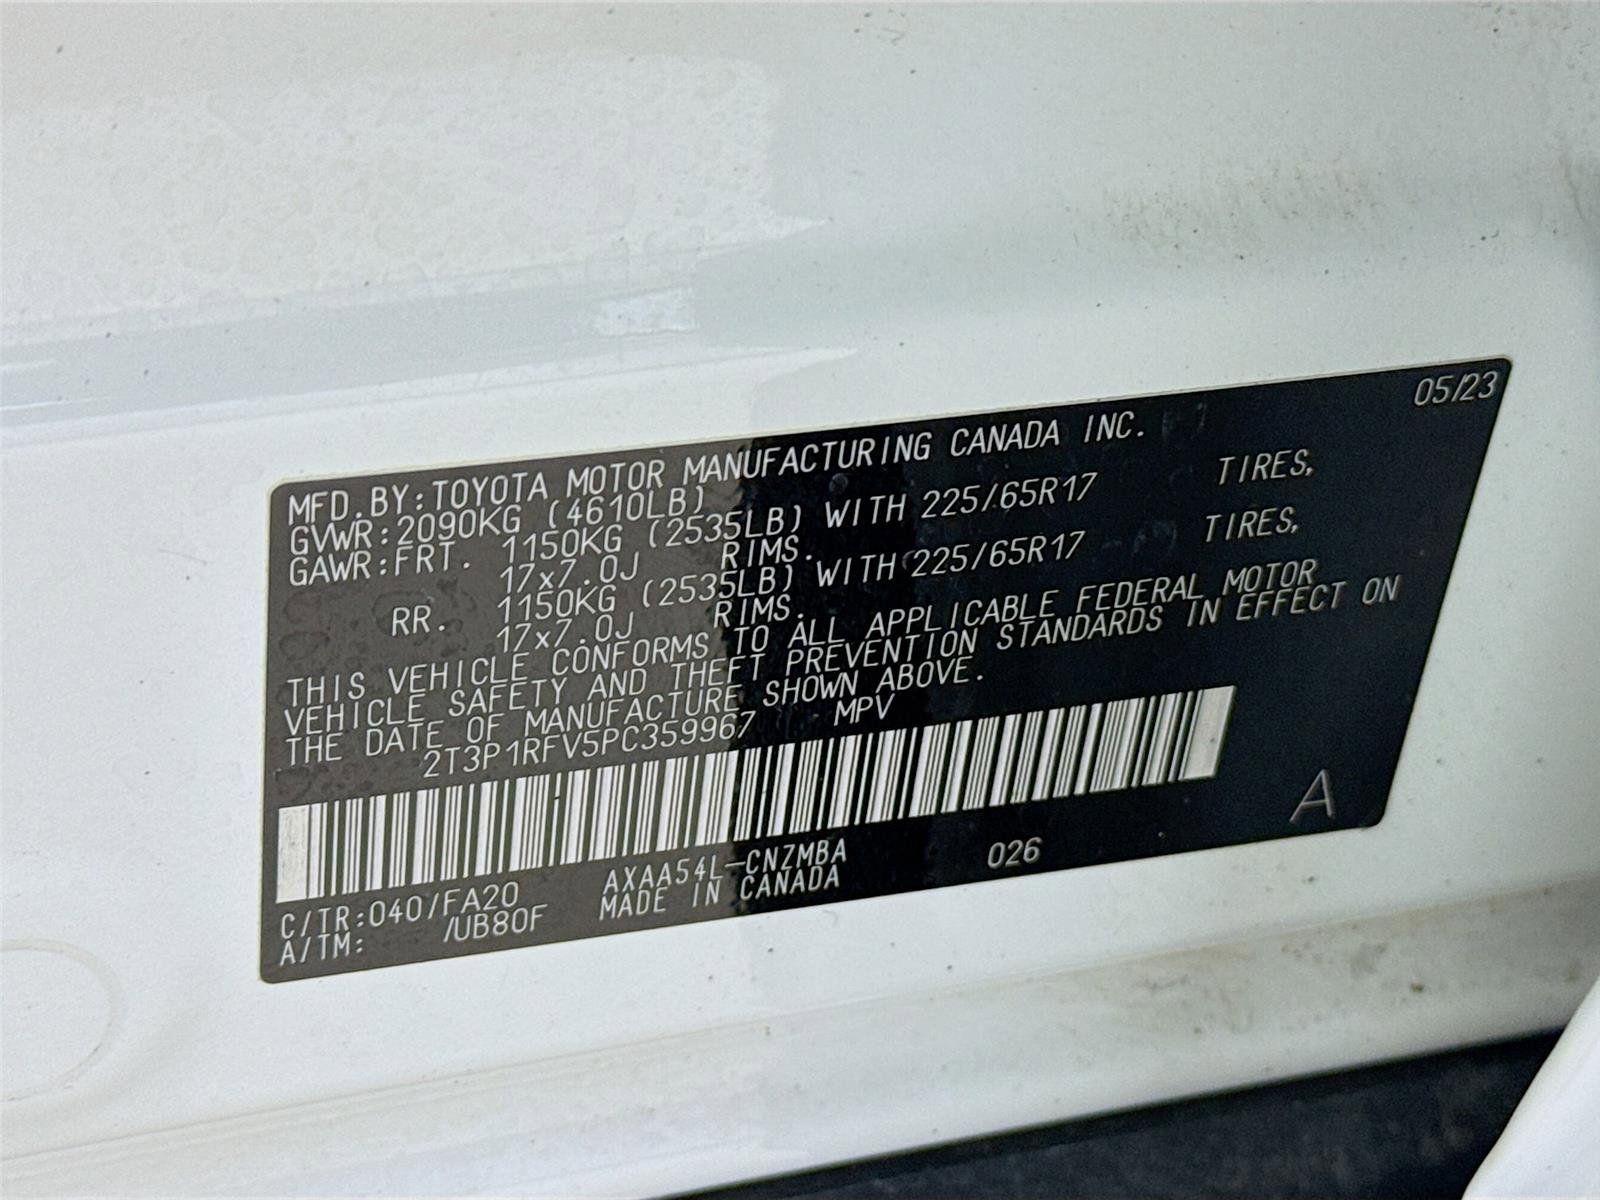 05/23
MFD.BY:TOYOTA MOTOR MANUFACTURING CANADA INC.
GVWR:2090KG (4610LB)
GAWR:FRT. 1150KG (2535LB) WITH 225/65R17 TIRES,
17x7.0J RIMS.
RR. 1150KG (2535LB) WITH 225/65R17 TIRES,
17x7.0J RIMS.
THIS VEHICLE CONFORMS TO ALL APPLICABLE FEDERAL MOTOR
VEHICLE SAFETY AND THEFT PREVENTION STANDARDS IN EFFECT ON
THE DATE OF MANUFACTURE SHOWN ABOVE.
2T3P1RFV5PC359967 MPV
A
C/TR:040/FA20 AXAA54L-CNZMBA 026
A/TM: /UB80F MADE IN CANADA